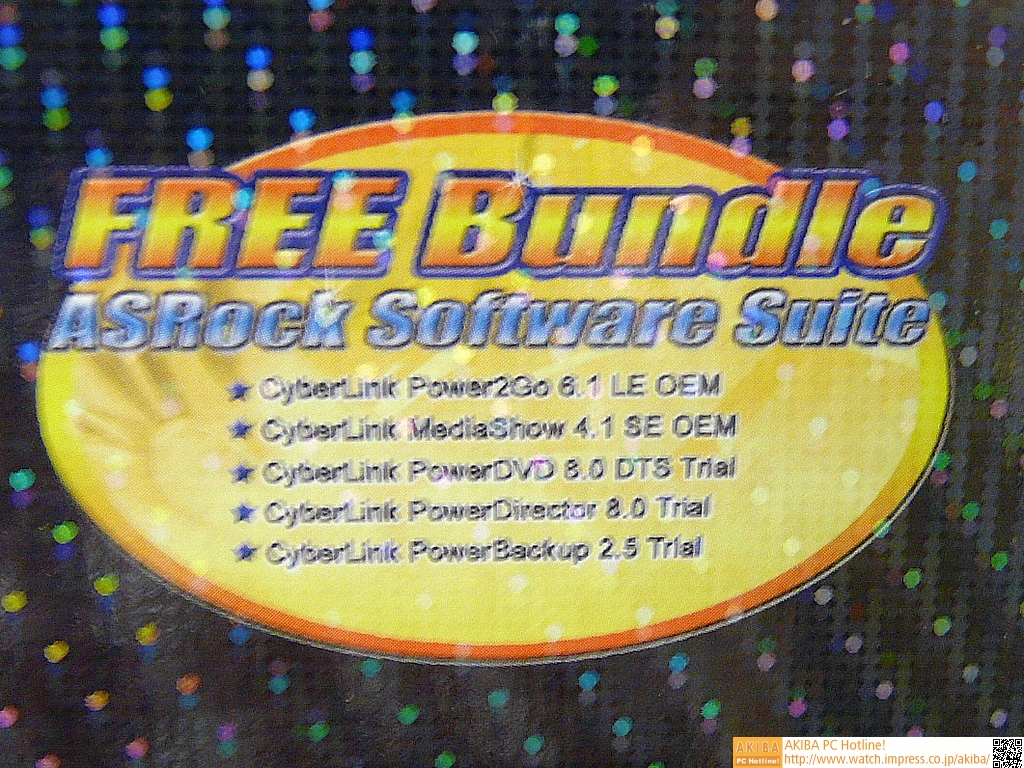 FREE Bundle
ASRock Software Suite
★ CyberLink Power2Go 6.1 LE OEM
★ CyberLink MediaShow 4.1 SE OEM
★ CyberLink PowerDVD 8.0 DTS Trial
★ CyberLink PowerDirector 8.0 Trial
★ CyberLink PowerBackup 2.5 Trial
AKIBA PC Hotline!
AKIBA PC Hotline!
http://www.watch.impress.co.jp/akiba/